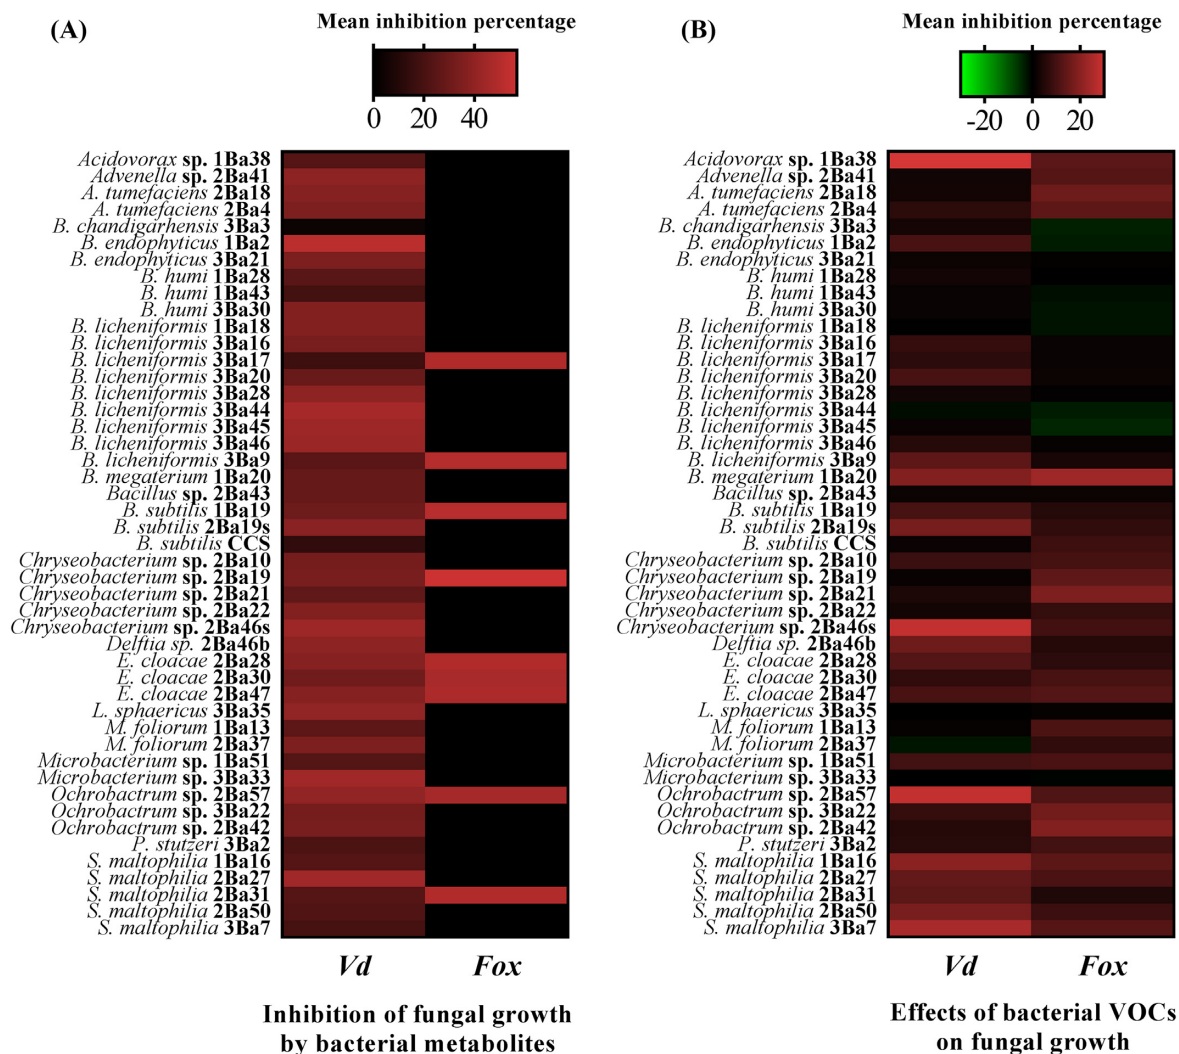 (A)
Mean inhibition percentage
0 20 40
Acidovorax sp. 1Ba38
Advenella sp. 2Ba41
A. tumefaciens 2Ba18
A. tumefaciens 2Ba4
B. chandigarhensis 3Ba3
B. endophyticus 1Ba2
B. endophyticus 3Ba21
B. humi 1Ba28
B. humi 1Ba43
B. humi 3Ba30
B. licheniformis 1Ba18
B. licheniformis 3Ba16
B. licheniformis 3Ba17
B. licheniformis 3Ba20
B. licheniformis 3Ba28
B. licheniformis 3Ba44
B. licheniformis 3Ba45
B. licheniformis 3Ba46
B. licheniformis 3Ba9
B. megaterium 1Ba20
Bacillus sp. 2Ba43
B. subtilis 1Ba19
B. subtilis 2Ba19s
B. subtilis CCS
Chryseobacterium sp. 2Ba10
Chryseobacterium sp. 2Ba19
Chryseobacterium sp. 2Ba21
Chryseobacterium sp. 2Ba22
Chryseobacterium sp. 2Ba46s
Delftia sp. 2Ba46b
E. cloacae 2Ba28
E. cloacae 2Ba30
E. cloacae 2Ba47
L. sphaericus 3Ba35
M. foliorum 1Ba13
M. foliorum 2Ba37
Microbacterium sp. 1Ba51
Microbacterium sp. 3Ba33
Ochrobactrum sp. 2Ba57
Ochrobactrum sp. 3Ba22
Ochrobactrum sp. 2Ba42
P. stutzeri 3Ba2
S. maltophilia 1Ba16
S. maltophilia 2Ba27
S. maltophilia 2Ba31
S. maltophilia 2Ba50
S. maltophilia 3Ba7
Vd Fox
Inhibition of fungal growth
by bacterial metabolites
(B)
Mean inhibition percentage
-20 0 20
Acidovorax sp. 1Ba38
Advenella sp. 2Ba41
A. tumefaciens 2Ba18
A. tumefaciens 2Ba4
B. chandigarhensis 3Ba3
B. endophyticus 1Ba2
B. endophyticus 3Ba21
B. humi 1Ba28
B. humi 1Ba43
B. humi 3Ba30
B. licheniformis 1Ba18
B. licheniformis 3Ba16
B. licheniformis 3Ba17
B. licheniformis 3Ba20
B. licheniformis 3Ba28
B. licheniformis 3Ba44
B. licheniformis 3Ba45
B. licheniformis 3Ba46
B. licheniformis 3Ba9
B. megaterium 1Ba20
Bacillus sp. 2Ba43
B. subtilis 1Ba19
B. subtilis 2Ba19s
B. subtilis CCS
Chryseobacterium sp. 2Ba10
Chryseobacterium sp. 2Ba19
Chryseobacterium sp. 2Ba21
Chryseobacterium sp. 2Ba22
Chryseobacterium sp. 2Ba46s
Delftia sp. 2Ba46b
E. cloacae 2Ba28
E. cloacae 2Ba30
E. cloacae 2Ba47
L. sphaericus 3Ba35
M. foliorum 1Ba13
M. foliorum 2Ba37
Microbacterium sp. 1Ba51
Microbacterium sp. 3Ba33
Ochrobactrum sp. 2Ba57
Ochrobactrum sp. 3Ba22
Ochrobactrum sp. 2Ba42
P. stutzeri 3Ba2
S. maltophilia 1Ba16
S. maltophilia 2Ba27
S. maltophilia 2Ba31
S. maltophilia 2Ba50
S. maltophilia 3Ba7
Vd Fox
Effects of bacterial VOCs
on fungal growth